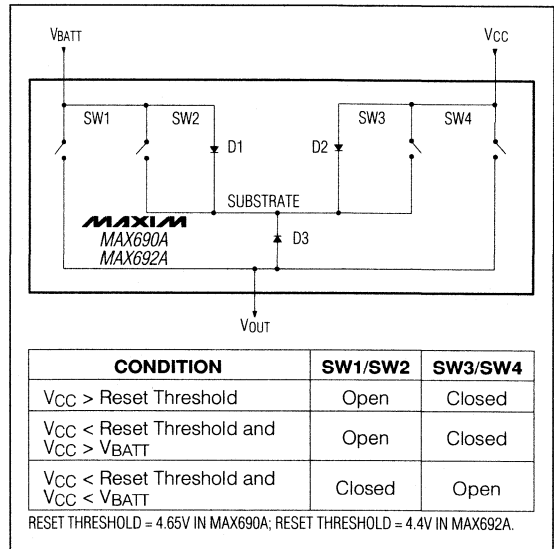 VBATT VCC
SW1 SW2 SW3 SW4
D1 D2
SUBSTRATE
MAXIM
MAX690A
MAX692A
D3
VOUT
CONDITION SW1/SW2 SW3/SW4
VCC > Reset Threshold Open Closed
VCC < Reset Threshold and
VCC > VBATT Open Closed
VCC < Reset Threshold and
VCC < VBATT Closed Open
RESET THRESHOLD = 4.65V IN MAX690A; RESET THRESHOLD = 4.4V IN MAX692A.